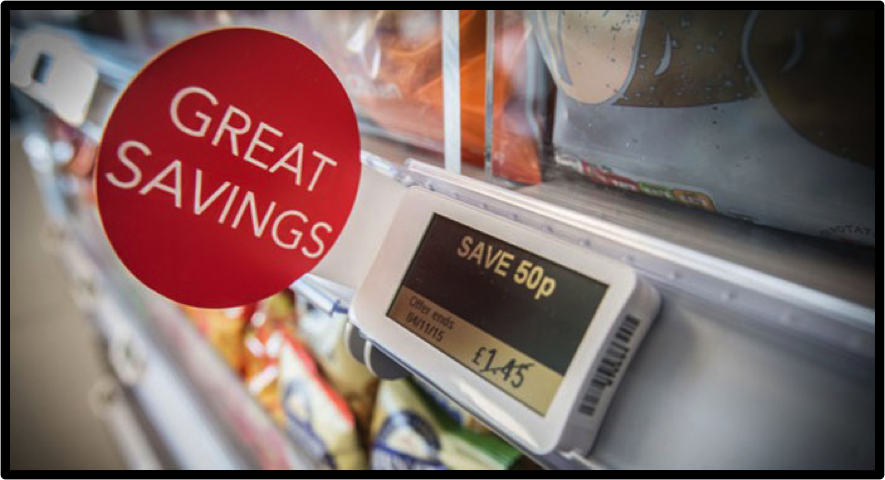 GREAT
SAVINGS
SAVE 50p
Offer ends
04/11/15
£1.45